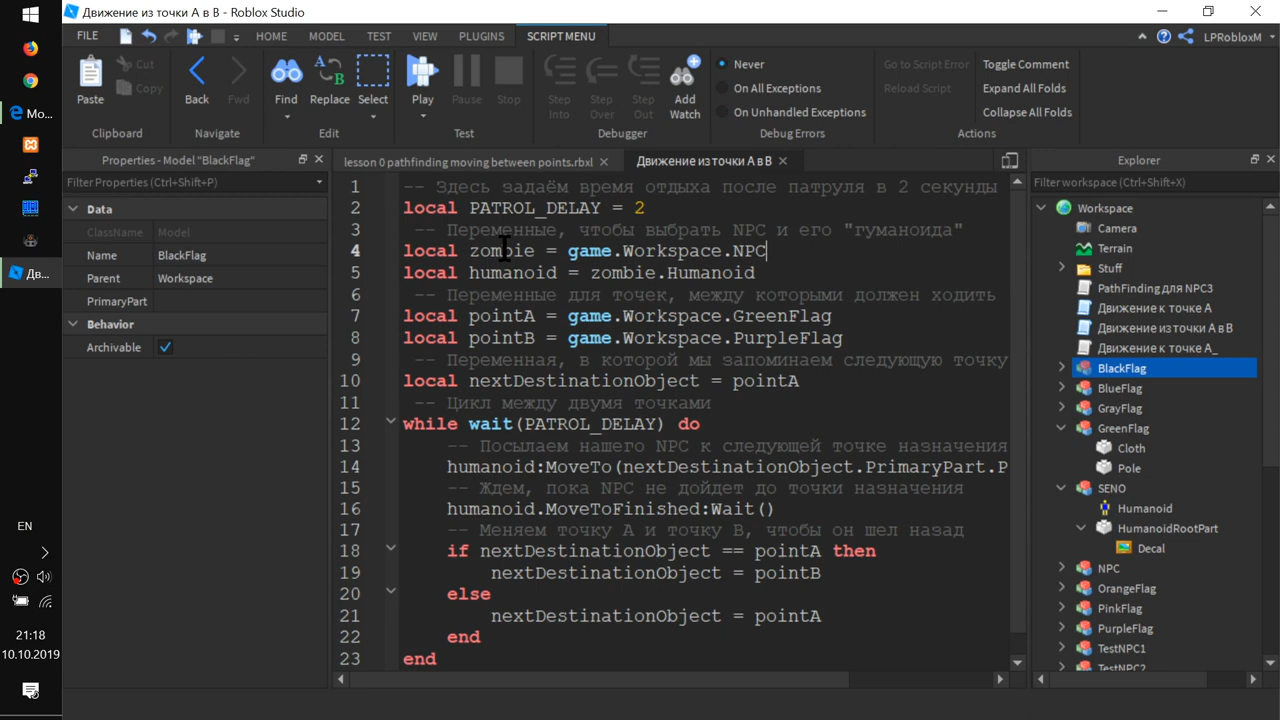 Движение из точки A в B - Roblox Studio
FILE HOME MODEL TEST VIEW PLUGINS SCRIPT MENU LPRobloxM
Paste Cut Copy Back Fwd Find Replace Select Play Pause Stop Step Into Step Over Step Out Add Watch
Never
On All Exceptions
On Unhandled Exceptions
Go to Script Error
Reload Script
Toggle Comment
Expand All Folds
Collapse All Folds
Clipboard Navigate Edit Test Debugger Debug Errors Actions
Mo...
Дв...
EN
21:18
10.10.2019
Properties - Model "BlackFlag"
Filter Properties (Ctrl+Shift+P)
Data
ClassName Model
Name BlackFlag
Parent Workspace
PrimaryPart
Behavior
Archivable
lesson 0 pathfinding moving between points.rbxl Движение из точки A в B
1 -- Здесь задаём время отдыха после патруля в 2 секунды
2 local PATROL_DELAY = 2
3 -- Переменные, чтобы выбрать NPC и его "гуманоида"
4 local zombie = game.Workspace.NPC
5 local humanoid = zombie.Humanoid
6 -- Переменные для точек, между которыми должен ходить
7 local pointA = game.Workspace.GreenFlag
8 local pointB = game.Workspace.PurpleFlag
9 -- Переменная, в которой мы запоминаем следующую точку
10 local nextDestinationObject = pointA
11 -- Цикл между двумя точками
12 while wait(PATROL_DELAY) do
13 -- Посылаем нашего NPC к следующей точке назначения
14 humanoid:MoveTo(nextDestinationObject.PrimaryPart.P
15 -- Ждем, пока NPC не дойдет до точки назначения
16 humanoid.MoveToFinished:Wait()
17 -- Меняем точку А и точку В, чтобы он шел назад
18 if nextDestinationObject == pointA then
19 nextDestinationObject = pointB
20 else
21 nextDestinationObject = pointA
22 end
23 end
Explorer
Filter workspace (Ctrl+Shift+X)
Workspace
Camera
Terrain
Stuff
PathFinding для NPC3
Движение к точке A
Движение из точки A в B
Движение к точке A_
BlackFlag
BlueFlag
GrayFlag
GreenFlag
Cloth
Pole
SENO
Humanoid
HumanoidRootPart
Decal
NPC
OrangeFlag
PinkFlag
PurpleFlag
TestNPC1
TestNPC2